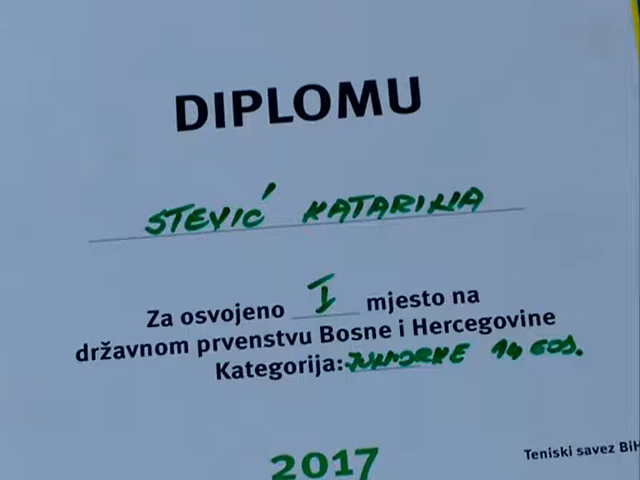 DIPLOMU
STEVIĆ KATARINA
Za osvojeno I mjesto na
državnom prvenstvu Bosne i Hercegovine
Kategorija: JUNIORKE 14 GOD.
2017
Teniski savez BiH